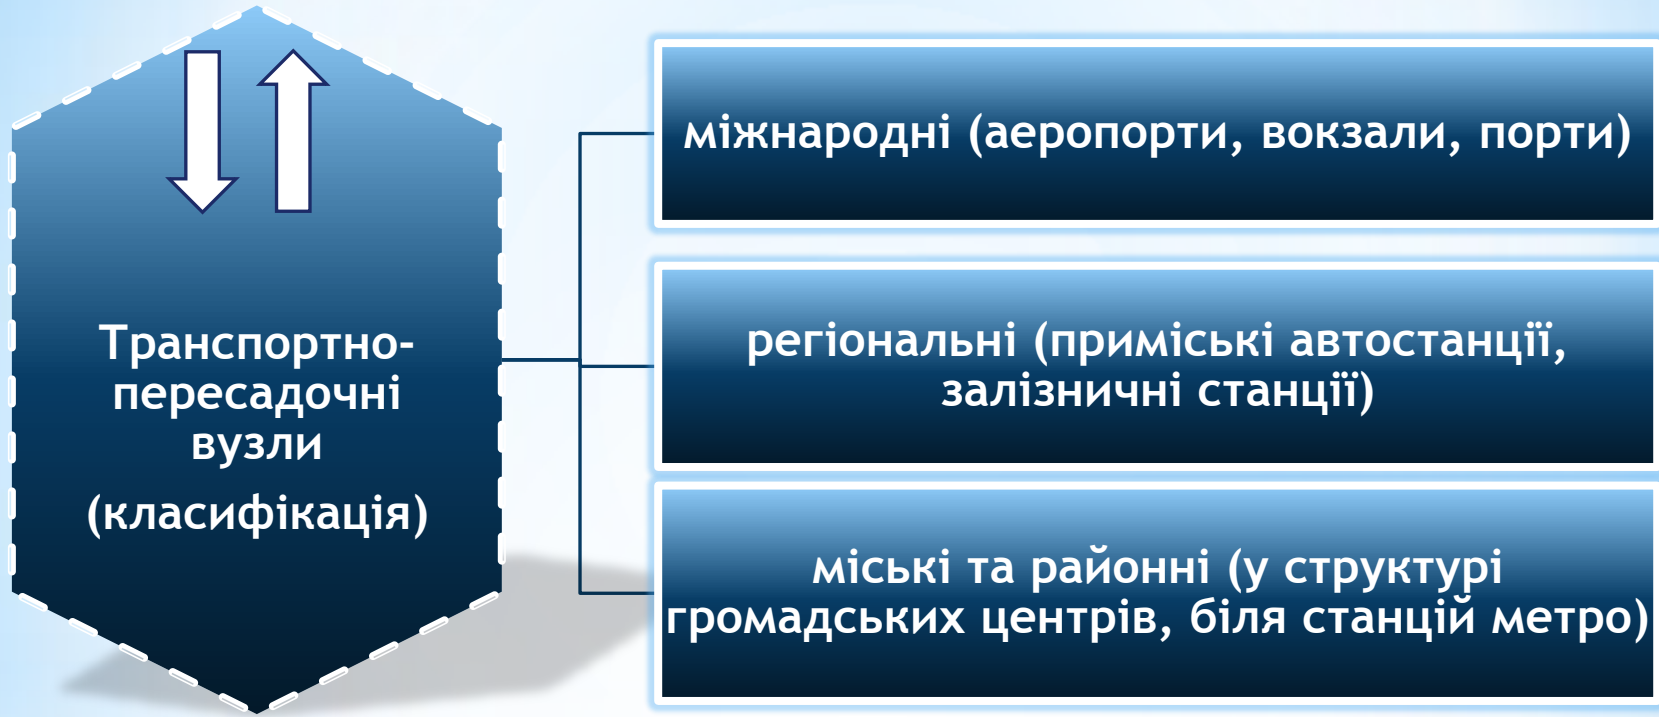 Транспортно-
пересадочні
вузли
(класифікація)
міжнародні (аеропорти, вокзали, порти)
регіональні (приміські автостанції,
залізничні станції)
міські та районні (у структурі
громадських центрів, біля станцій метро)